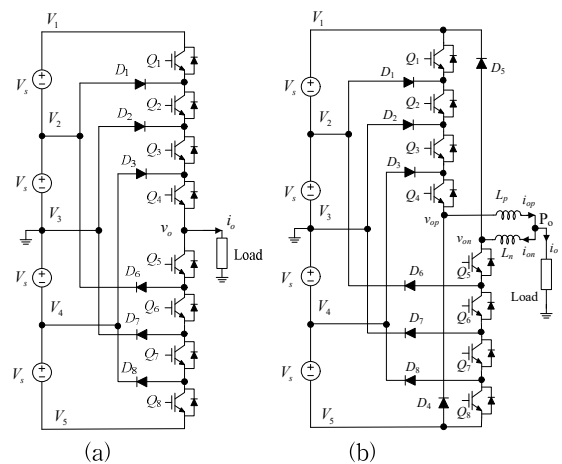 V1
Q1
Vs
D1
Q2
V2
D2
Q3
D3
Vs
Q4
V3
vo
io
Load
Q5
Vs
D6
Q6
V4
D7
Q7
Vs
D8
Q8
V5
(a)
V1
Q1
D5
Vs
D1
Q2
V2
D2
Q3
D3
Vs
Q4
Lp
iop
V3
vop
Po
von
Ln
ion
io
Q5
Vs
D6
Load
V4
Q6
D7
Q7
Vs
D8
D4
Q8
V5
(b)